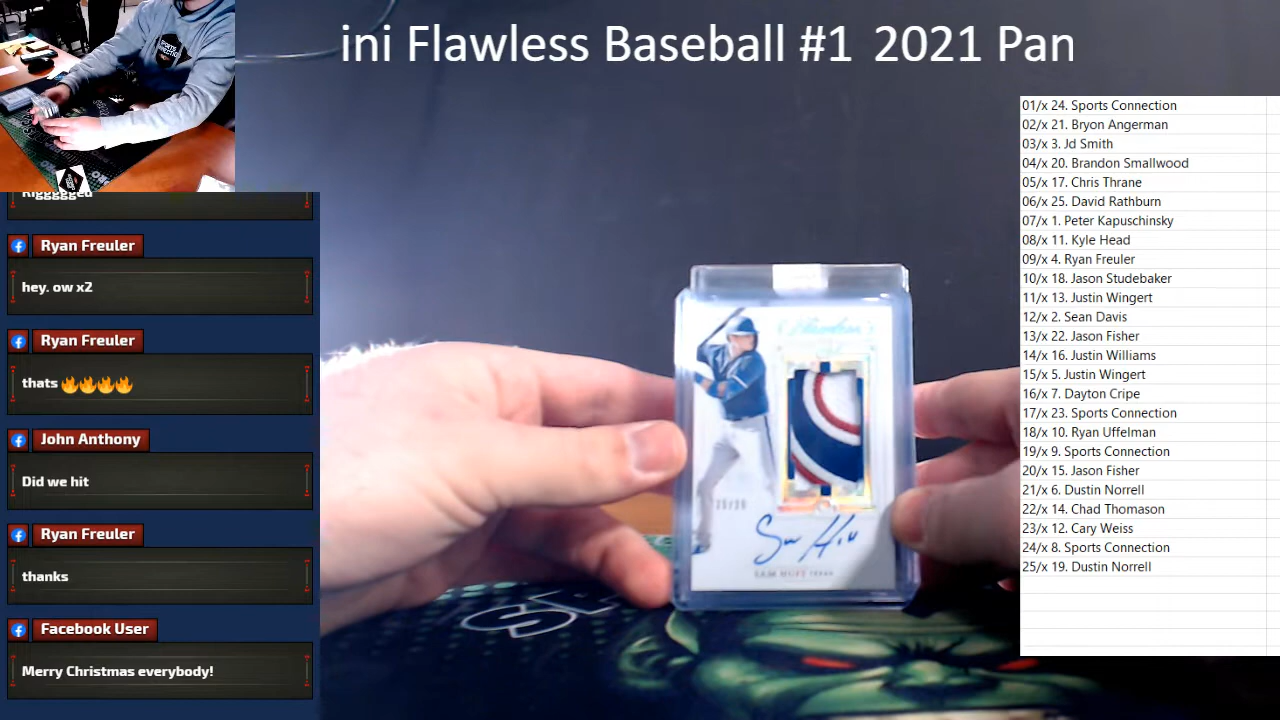 ini Flawless Baseball #1 2021 Pan
SPORTS
CONNECTION
Riggggged
Ryan Freuler
hey. ow x2
Ryan Freuler
thats 🔥🔥🔥🔥
John Anthony
Did we hit
Ryan Freuler
thanks
Facebook User
Merry Christmas everybody!
Flawless
SAM HUFF
01/x 24. Sports Connection
02/x 21. Bryon Angerman
03/x 3. Jd Smith
04/x 20. Brandon Smallwood
05/x 17. Chris Thrane
06/x 25. David Rathburn
07/x 1. Peter Kapuschinsky
08/x 11. Kyle Head
09/x 4. Ryan Freuler
10/x 18. Jason Studebaker
11/x 13. Justin Wingert
12/x 2. Sean Davis
13/x 22. Jason Fisher
14/x 16. Justin Williams
15/x 5. Justin Wingert
16/x 7. Dayton Cripe
17/x 23. Sports Connection
18/x 10. Ryan Uffelman
19/x 9. Sports Connection
20/x 15. Jason Fisher
21/x 6. Dustin Norrell
22/x 14. Chad Thomason
23/x 12. Cary Weiss
24/x 8. Sports Connection
25/x 19. Dustin Norrell